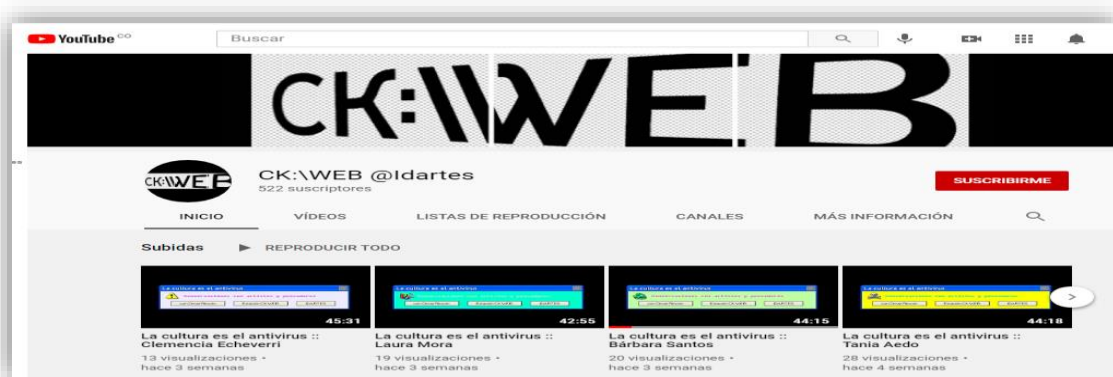 YouTube CO
Buscar
CK:\WEB
CK:\WEB
CK:\WEB @Idartes
522 suscriptores
SUSCRIBIRME
INICIO VÍDEOS LISTAS DE REPRODUCCIÓN CANALES MÁS INFORMACIÓN
Subidas REPRODUCIR TODO
La cultura es el antivirus
La cultura es el antivirus
La cultura es el antivirus
La cultura es el antivirus
45:31
42:55
44:15
44:18
La cultura es el antivirus ::
Clemencia Echeverri
13 visualizaciones •
hace 3 semanas
La cultura es el antivirus ::
Laura Mora
19 visualizaciones •
hace 3 semanas
La cultura es el antivirus ::
Bárbara Santos
20 visualizaciones •
hace 3 semanas
La cultura es el antivirus ::
Tania Aedo
28 visualizaciones •
hace 4 semanas